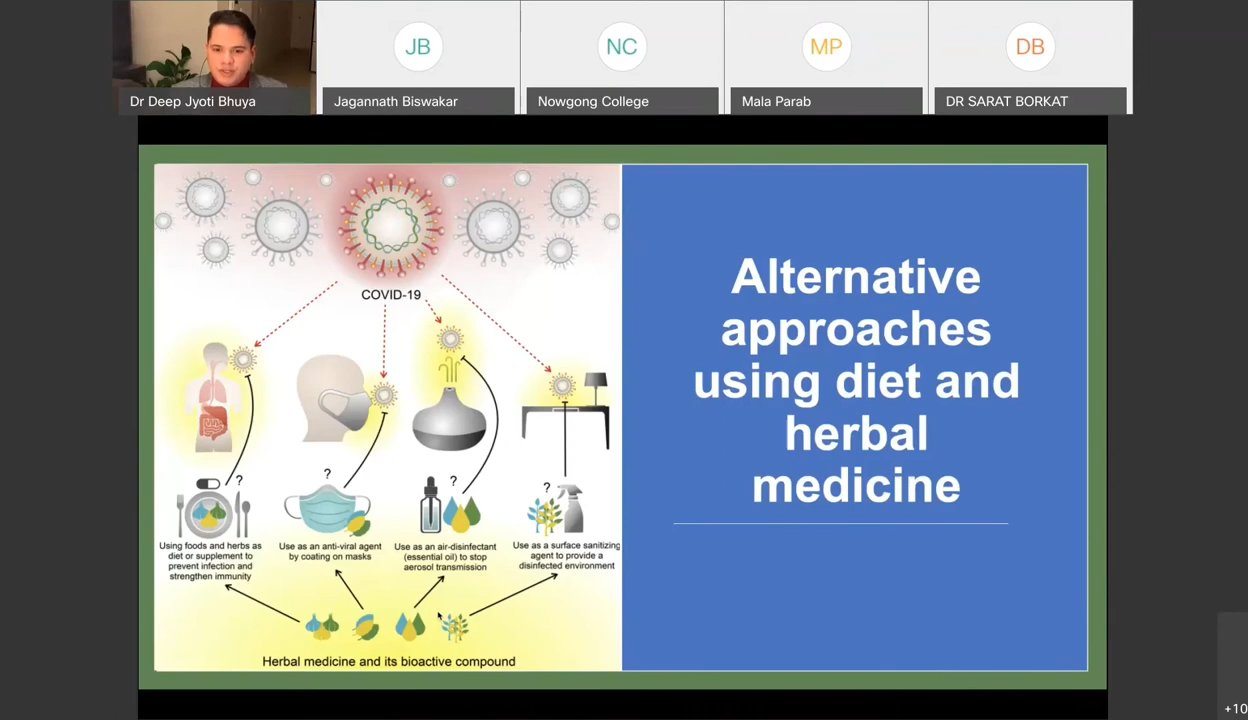 JB
NC
MP
DB
Dr Deep Jyoti Bhuya
Jagannath Biswakar
Nowgong College
Mala Parab
DR SARAT BORKAT
COVID-19
?
?
?
?
Using foods and herbs as
diet or supplement to
prevent infection and
strengthen immunity
Use as an anti-viral agent
by coating on masks
Use as an air-disinfectant
(essential oil) to stop
aerosol transmission
Use as a surface sanitizing
agent to provide a
disinfected environment
Herbal medicine and its bioactive compound
Alternative
approaches
using diet and
herbal
medicine
+10